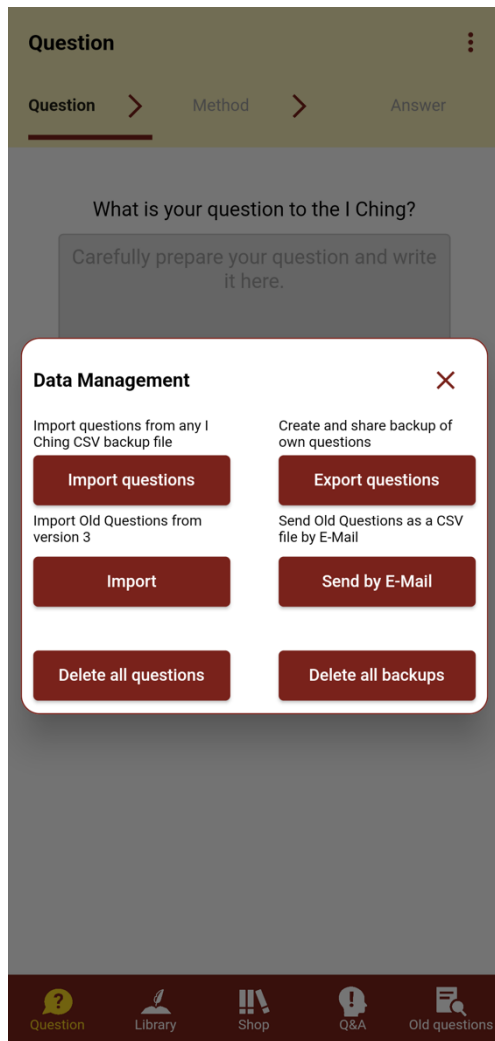 Question
Question
Method
Answer
What is your question to the I Ching?
Carefully prepare your question and write
it here.
Data Management
Import questions from any I
Ching CSV backup file
Create and share backup of
own questions
Import questions
Export questions
Import Old Questions from
version 3
Send Old Questions as a CSV
file by E-Mail
Import
Send by E-Mail
Delete all questions
Delete all backups
Question
Library
Shop
Q&A
Old questions